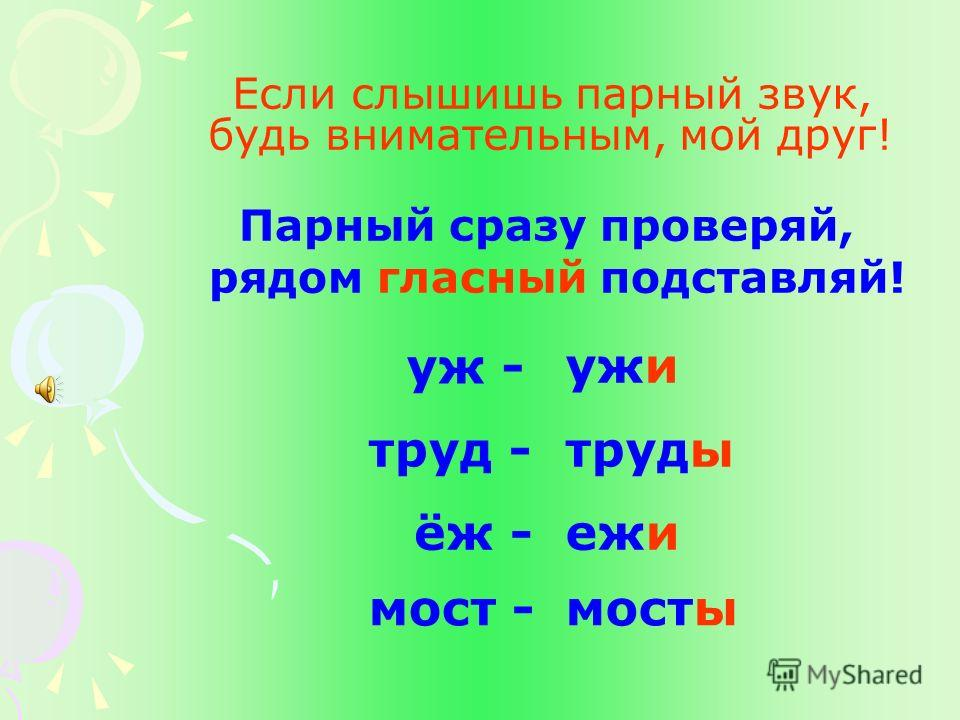 Если слышишь парный звук,
будь внимательным, мой друг!
Парный сразу проверяй,
рядом гласный подставляй!
уж - ужи
труд - труды
ёж - ежи
мост - мосты
MyShared